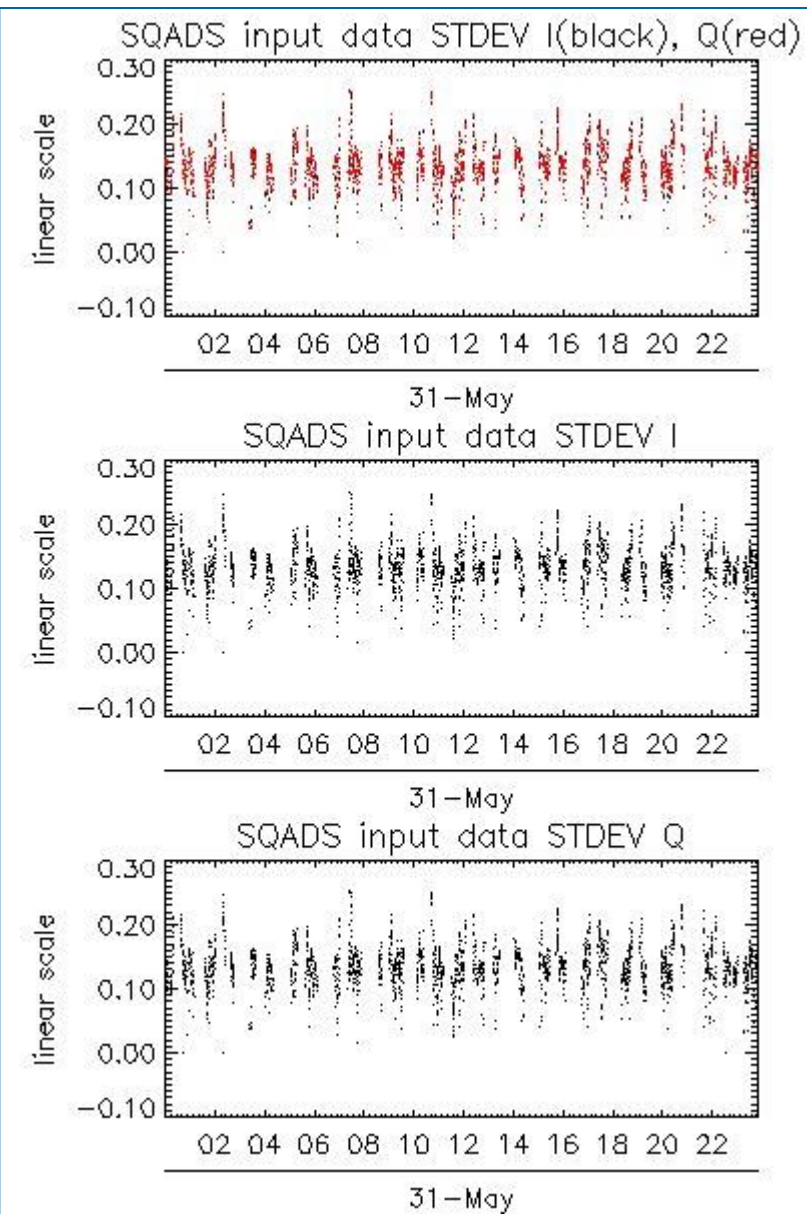 SQADS input data STDEV I(black), Q(red)
0.30
0.20
0.10
0.00
−0.10
linear scale
02 04 06 08 10 12 14 16 18 20 22
31−May
SQADS input data STDEV I
0.30
0.20
0.10
0.00
−0.10
linear scale
02 04 06 08 10 12 14 16 18 20 22
31−May
SQADS input data STDEV Q
0.30
0.20
0.10
0.00
−0.10
linear scale
02 04 06 08 10 12 14 16 18 20 22
31−May